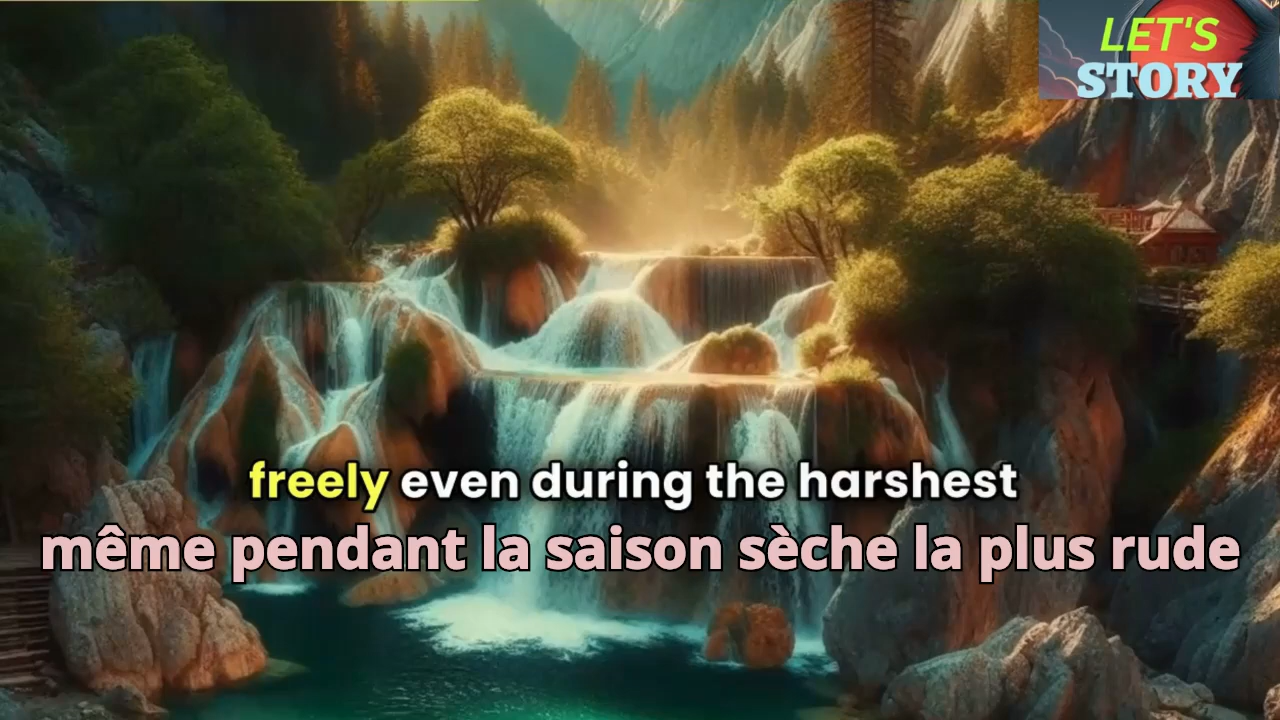 LET'S
STORY
freely even during the harshest
même pendant la saison sèche la plus rude